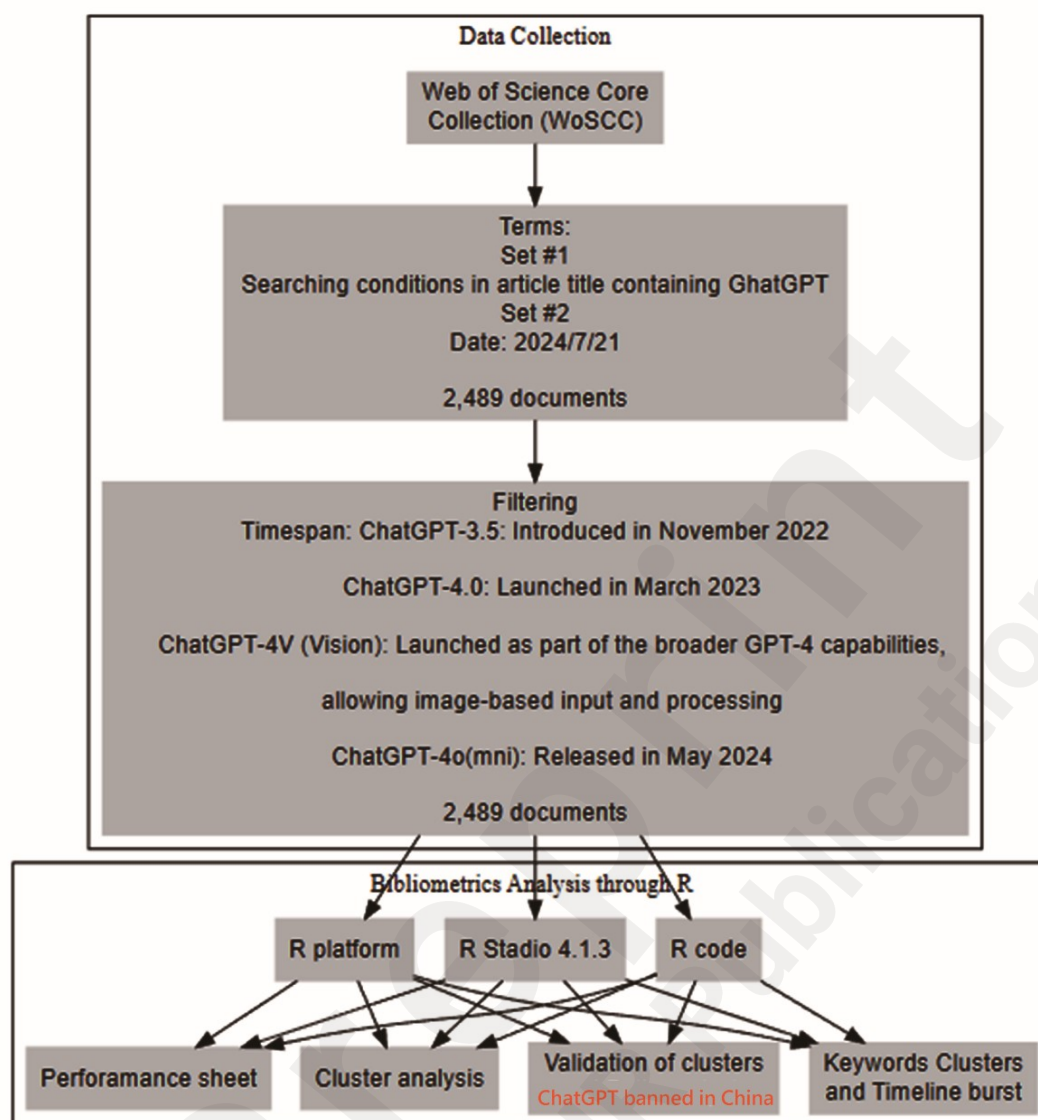 Data Collection
Web of Science Core
Collection (WoSCC)
Terms:
Set #1
Searching conditions in article title containing GhatGPT
Set #2
Date: 2024/7/21
2,489 documents
Filtering
Timespan: ChatGPT-3.5: Introduced in November 2022
ChatGPT-4.0: Launched in March 2023
ChatGPT-4V (Vision): Launched as part of the broader GPT-4 capabilities,
allowing image-based input and processing
ChatGPT-4o(mni): Released in May 2024
2,489 documents
Bibliometrics Analysis through R
R platform
R Stadio 4.1.3
R code
Perforamance sheet
Cluster analysis
Validation of clusters
ChatGPT banned in China
Keywords Clusters
and Timeline burst